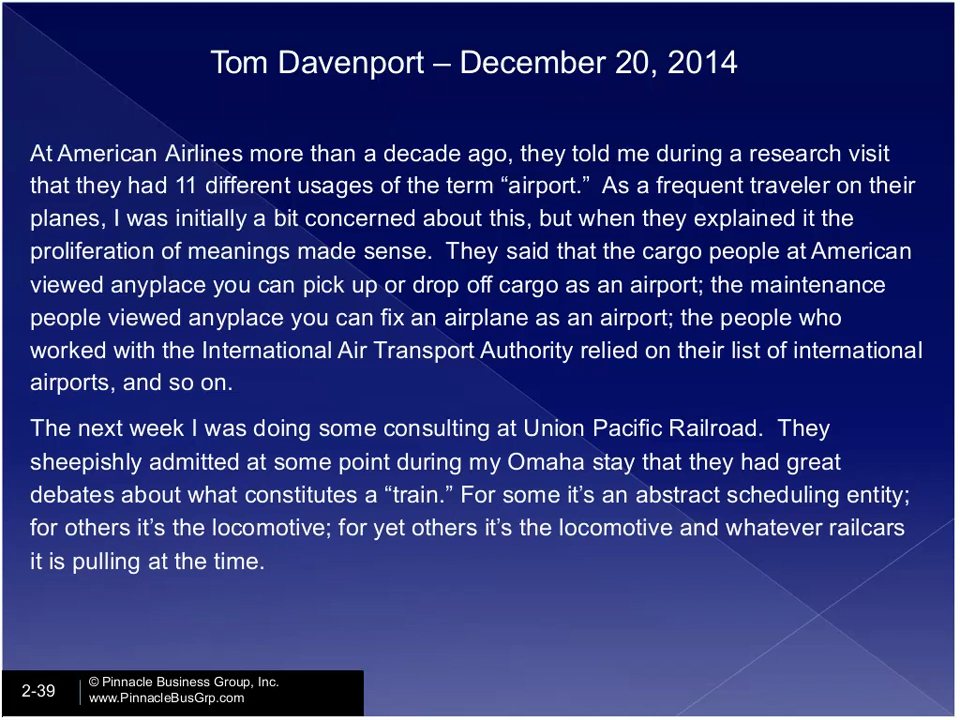 Tom Davenport – December 20, 2014
At American Airlines more than a decade ago, they told me during a research visit
that they had 11 different usages of the term “airport.”  As a frequent traveler on their
planes, I was initially a bit concerned about this, but when they explained it the
proliferation of meanings made sense.  They said that the cargo people at American
viewed anyplace you can pick up or drop off cargo as an airport; the maintenance
people viewed anyplace you can fix an airplane as an airport; the people who
worked with the International Air Transport Authority relied on their list of international
airports, and so on.
The next week I was doing some consulting at Union Pacific Railroad.  They
sheepishly admitted at some point during my Omaha stay that they had great
debates about what constitutes a “train.” For some it’s an abstract scheduling entity;
for others it’s the locomotive; for yet others it’s the locomotive and whatever railcars
it is pulling at the time.
2-39
© Pinnacle Business Group, Inc.
www.PinnacleBusGrp.com